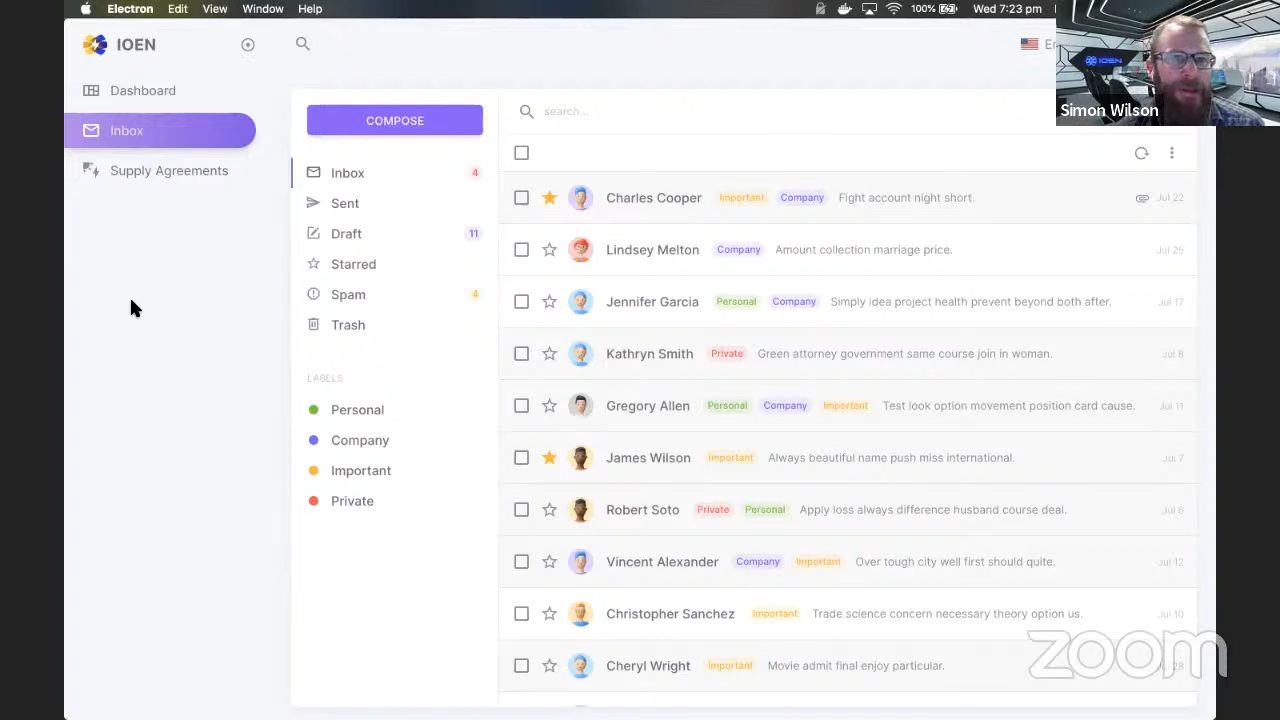 Electron Edit View Window Help 100% Wed 7:23 pm
IOEN
Dashboard
Inbox
Supply Agreements
COMPOSE
Inbox 4
Sent
Draft 11
Starred
Spam 4
Trash
LABELS
Personal
Company
Important
Private
search...
Charles Cooper Important Company Fight account night short. Jul 22
Lindsey Melton Company Amount collection marriage price. Jul 25
Jennifer Garcia Personal Company Simply idea project health prevent beyond both after. Jul 17
Kathryn Smith Private Green attorney government same course join in woman. Jul 8
Gregory Allen Personal Company Important Test look option movement position card cause. Jul 11
James Wilson Important Always beautiful name push miss international. Jul 7
Robert Soto Private Personal Apply loss always difference husband course deal. Jul 6
Vincent Alexander Company Important Over tough city well first should quite. Jul 12
Christopher Sanchez Important Trade science concern necessary theory option us. Jul 10
Cheryl Wright Important Movie admit final enjoy particular. 28
IOEN
Simon Wilson
zoom